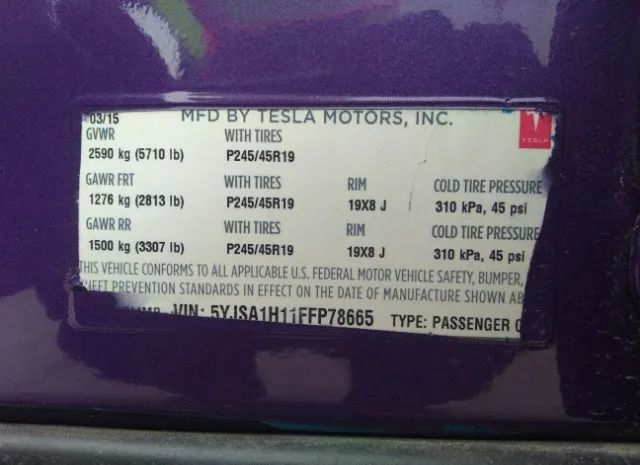 03/15 MFD BY TESLA MOTORS, INC.
TESLA
GVWR WITH TIRES
2590 kg (5710 lb) P245/45R19
GAWR FRT WITH TIRES RIM COLD TIRE PRESSURE
1276 kg (2813 lb) P245/45R19 19X8 J 310 kPa, 45 psi
GAWR RR WITH TIRES RIM COLD TIRE PRESSURE
1500 kg (3307 lb) P245/45R19 19X8 J 310 kPa, 45 psi
THIS VEHICLE CONFORMS TO ALL APPLICABLE U.S. FEDERAL MOTOR VEHICLE SAFETY, BUMPER,
THEFT PREVENTION STANDARDS IN EFFECT ON THE DATE OF MANUFACTURE SHOWN AB
VIN: 5YJSA1H11FFP78665 TYPE: PASSENGER C